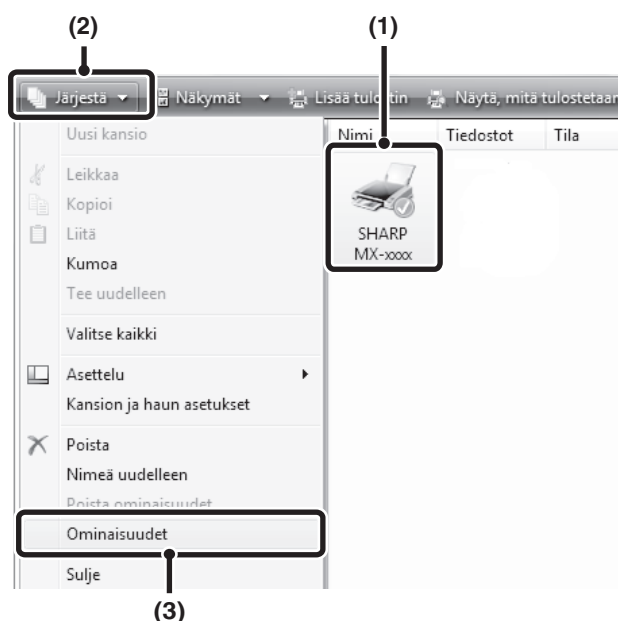 (2) (1)
Järjestä Näkymät Lisää tulostin Näytä, mitä tulostetaan
Uusi kansio Nimi Tiedostot Tila
Leikkaa
Kopioi
Liitä SHARP
Kumoa MX-xxxx
Tee uudelleen
Valitse kaikki
Asettelu
Kansion ja haun asetukset
Poista
Nimeä uudelleen
Poista ominaisuudet
Ominaisuudet
Sulje
(3)